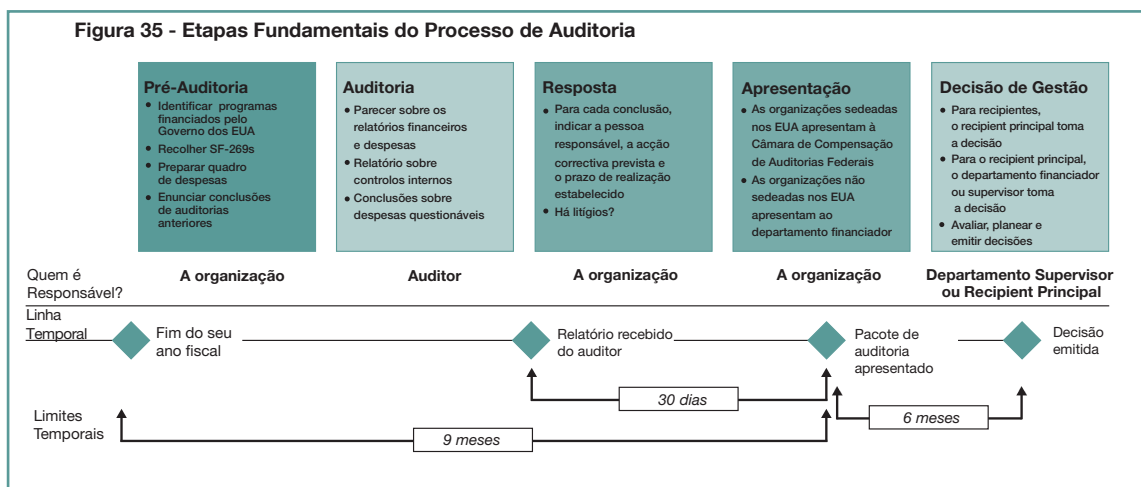 Figura 35 - Etapas Fundamentais do Processo de Auditoria
Pré-Auditoria
• Identificar programas
financiados pelo
Governo dos EUA
• Recolher SF-269s
• Preparar quadro
de despesas
• Enunciar conclusões
de auditorias
anteriores
Auditoria
• Parecer sobre os
relatórios financeiros
e despesas
• Relatório sobre
controlos internos
• Conclusões sobre
despesas questionáveis
Resposta
• Para cada conclusão,
indicar a pessoa
responsável, a acção
correctiva prevista e
o prazo de realização
estabelecido
• Há litígios?
Apresentação
• As organizações sedeadas
nos EUA apresentam à
Câmara de Compensação
de Auditorias Federais
• As organizações não
sedeadas nos EUA
apresentam ao
departamento financiador
Decisão de Gestão
• Para recipientes,
o recipient principal toma
a decisão
• Para o recipient principal,
o departamento financiador
ou supervisor toma
a decisão
• Avaliar, planear e
emitir decisões
Quem é
Responsável?
A organização
Auditor
A organização
A organização
Departamento Supervisor
ou Recipient Principal
Linha
Temporal
Fim do seu
ano fiscal
Relatório recebido
do auditor
Pacote de
auditoria
apresentado
Decisão
emitida
Limites
Temporais
30 dias
6 meses
9 meses